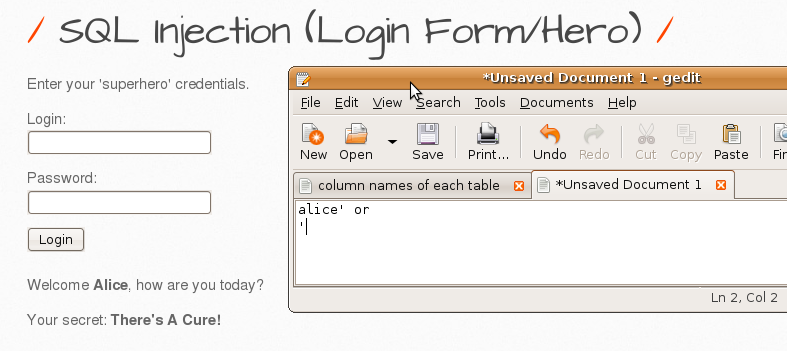 / SQL Injection (Login Form/Hero) /
Enter your 'superhero' credentials.
Login:
Password:
Login
Welcome Alice, how are you today?
Your secret: There's A Cure!
*Unsaved Document 1 - gedit
File Edit View Search Tools Documents Help
New Open Save Print... Undo Redo Cut Copy Paste Fin
column names of each table *Unsaved Document 1
alice' or
'
Ln 2, Col 2